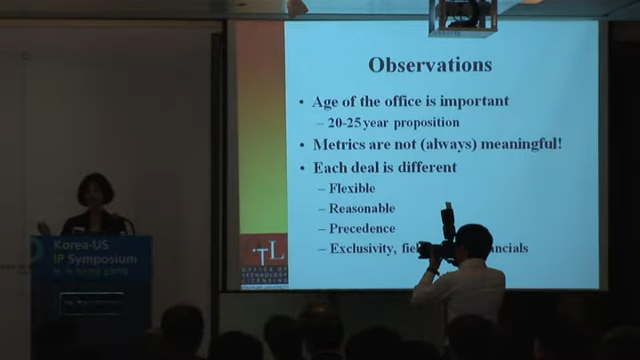 Observations
• Age of the office is important
– 20-25 year proposition
• Metrics are not (always) meaningful!
• Each deal is different
– Flexible
– Reasonable
– Precedence
– Exclusivity,
TL
OFFICE OF
TECHNOLOGY
LICENSING
Korea-US
IP Symposium